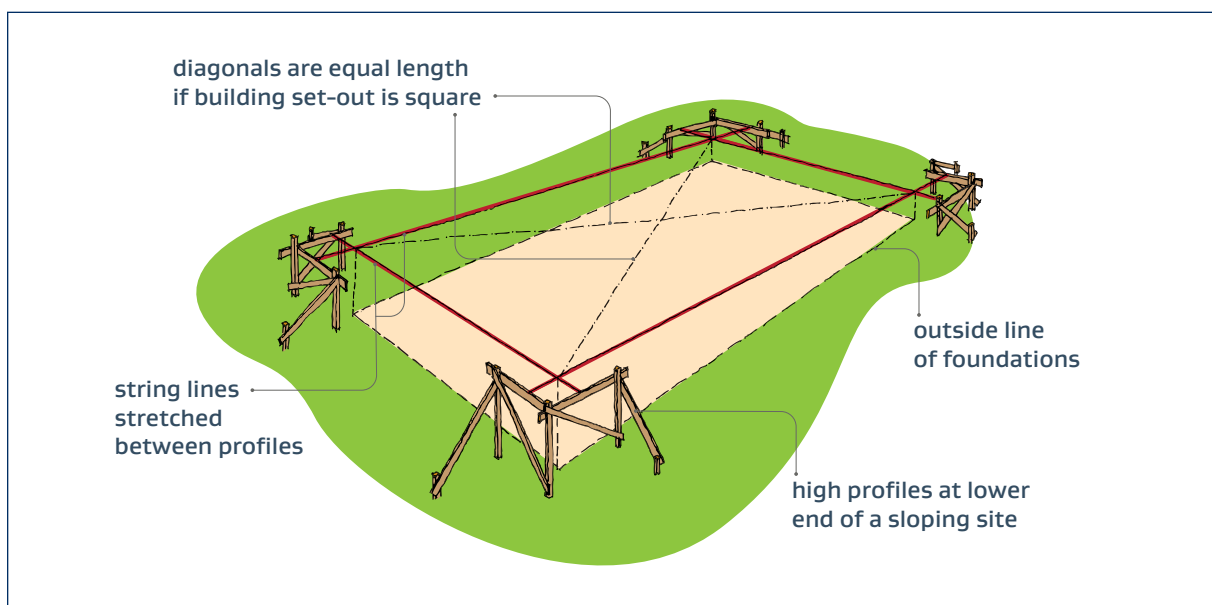 diagonals are equal length
if building set-out is square
outside line
of foundations
string lines
stretched
between profiles
high profiles at lower
end of a sloping site